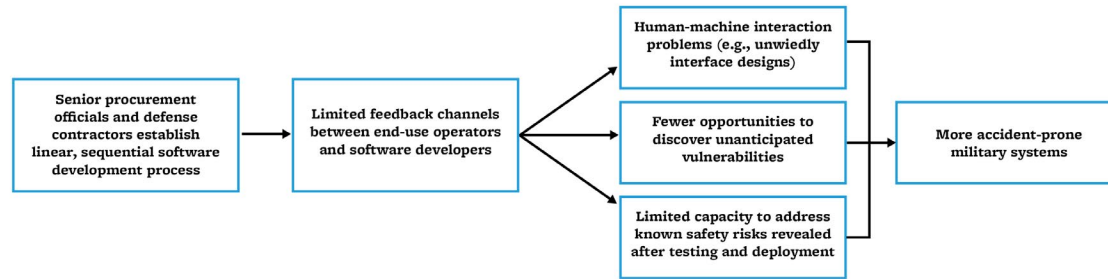 Senior procurement
officials and defense
contractors establish
linear, sequential software
development process
Limited feedback channels
between end-use operators
and software developers
Human-machine interaction
problems (e.g., unwiedly
interface designs)
Fewer opportunities to
discover unanticipated
vulnerabilities
Limited capacity to address
known safety risks revealed
after testing and deployment
More accident-prone
military systems